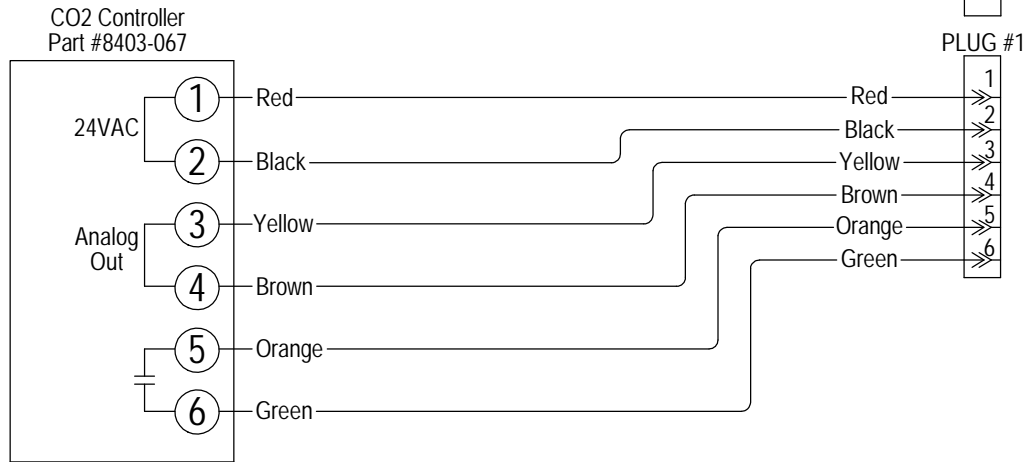 CO2 Controller
Part #8403-067
PLUG #1
24VAC
1
Red
Red
1
2
Black
Black
2
Analog
Out
3
Yellow
Yellow
3
4
Brown
Brown
4
5
Orange
Orange
5
6
Green
Green
6